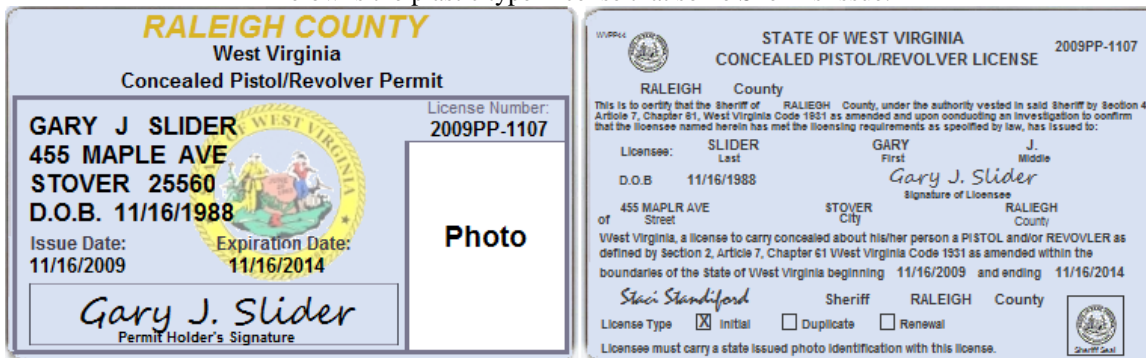 RALEIGH COUNTY
West Virginia
Concealed Pistol/Revolver Permit
GARY J SLIDER
455 MAPLE AVE
STOVER 25560
D.O.B. 11/16/1988
Issue Date: Expiration Date:
11/16/2009 11/16/2014
Gary J. Slider
Permit Holder's Signature
License Number:
2009PP-1107
Photo
STATE OF WEST VIRGINIA
CONCEALED PISTOL/REVOLVER LICENSE
2009PP-1107
RALEIGH County
This is to certify that the Sheriff of RALIEGH County, under the authority vested in said Sheriff by Section 4
Article 7, Chapter 61, West Virginia Code 1931 as amended and upon conducting an investigation to confirm
that the licensee named herein has met the licensing requirements as specified by law, has issued to:
Licensee: SLIDER GARY J.
Last First Middle
D.O.B 11/16/1988 Gary J. Slider
Signature of Licensee
455 MAPLR AVE STOVER RALIEGH
of Street City County
West Virginia, a license to carry concealed about his/her person a PISTOL and/or REVOVLER as
defined by Section 2, Article 7, Chapter 61 West Virginia Code 1931 as amended within the
boundaries of the State of West Virginia beginning 11/16/2009 and ending 11/16/2014
Staci Standiford Sheriff RALEIGH County
License Type X Initial Duplicate Renewal
Licensee must carry a state issued photo identification with this license.
Sheriff Seal